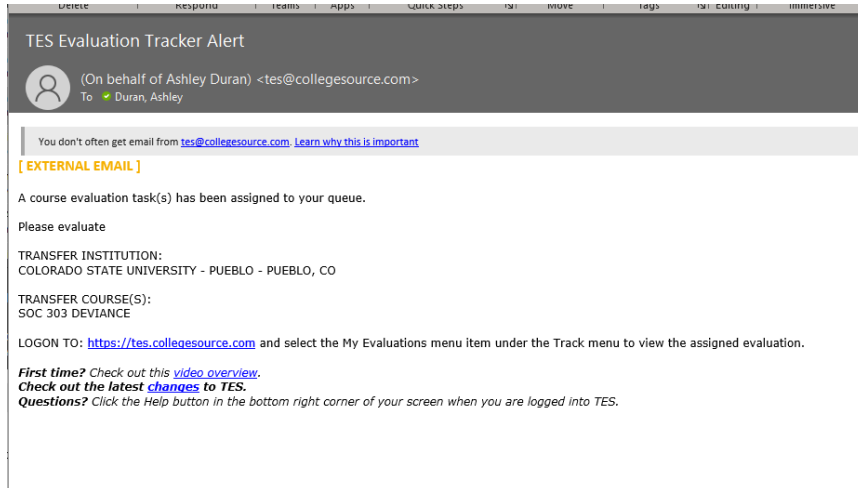 Delete Respond Teams Apps Quick Steps Move Tags Editing Immersive
TES Evaluation Tracker Alert
(On behalf of Ashley Duran) <tes@collegesource.com>
To Duran, Ashley
You don't often get email from tes@collegesource.com. Learn why this is important
[ EXTERNAL EMAIL ]
A course evaluation task(s) has been assigned to your queue.
Please evaluate
TRANSFER INSTITUTION:
COLORADO STATE UNIVERSITY - PUEBLO - PUEBLO, CO
TRANSFER COURSE(S):
SOC 303 DEVIANCE
LOGON TO: https://tes.collegesource.com and select the My Evaluations menu item under the Track menu to view the assigned evaluation.
First time? Check out this video overview.
Check out the latest changes to TES.
Questions? Click the Help button in the bottom right corner of your screen when you are logged into TES.